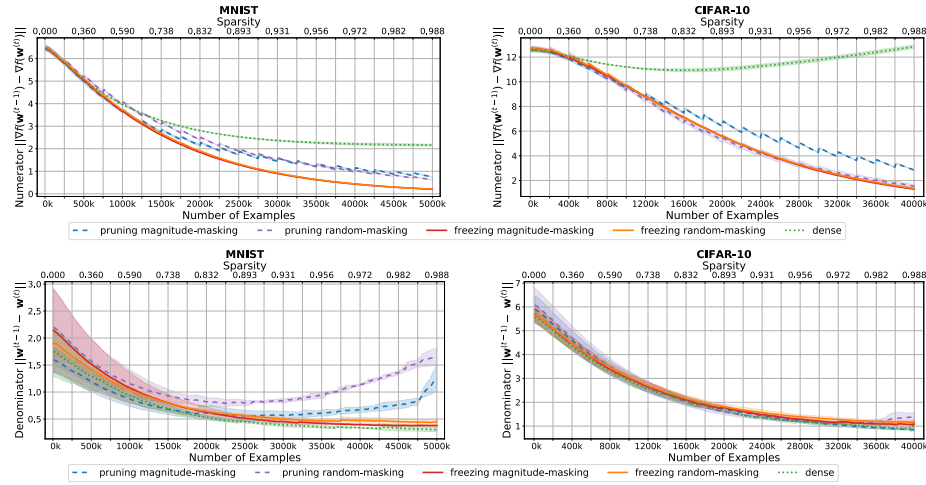 MNIST
Sparsity
0,000 0,360 0,590 0,738 0,832 0,893 0,931 0,956 0,972 0,982 0,988
Numerator ||∇f(w^(t−1)) − ∇f(w^(t))||
6
5
4
3
2
1
0
0k 500k 1000k 1500k 2000k 2500k 3000k 3500k 4000k 4500k 5000k
Number of Examples
CIFAR-10
Sparsity
0,000 0,360 0,590 0,738 0,832 0,893 0,931 0,956 0,972 0,982 0,988
Numerator ||∇f(w^(t−1)) − ∇f(w^(t))||
12
10
8
6
4
2
0k 400k 800k 1200k 1600k 2000k 2400k 2800k 3200k 3600k 4000k
Number of Examples
pruning magnitude-masking pruning random-masking freezing magnitude-masking freezing random-masking dense
MNIST
Sparsity
0,000 0,360 0,590 0,738 0,832 0,893 0,931 0,956 0,972 0,982 0,988
Denominator ||w^(t−1) − w^(t)||
3,0
2,5
2,0
1,5
1,0
0,5
0k 500k 1000k 1500k 2000k 2500k 3000k 3500k 4000k 4500k 5000k
Number of Examples
CIFAR-10
Sparsity
0,000 0,360 0,590 0,738 0,832 0,893 0,931 0,956 0,972 0,982 0,988
Denominator ||w^(t−1) − w^(t)||
7
6
5
4
3
2
1
0k 400k 800k 1200k 1600k 2000k 2400k 2800k 3200k 3600k 4000k
Number of Examples
pruning magnitude-masking pruning random-masking freezing magnitude-masking freezing random-masking dense